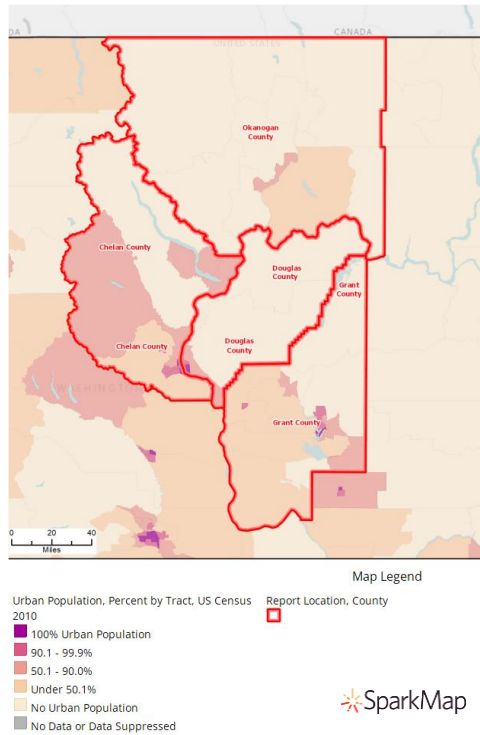 DA
CANADA
UNITED STATES
Okanogan
County
Chelan County
Douglas
County
Grant
County
Chelan County
Douglas
County
WASHINGTON
Grant County
0 20 40
Miles
Map Legend
Urban Population, Percent by Tract, US Census
2010
100% Urban Population
90.1 - 99.9%
50.1 - 90.0%
Under 50.1%
No Urban Population
No Data or Data Suppressed
Report Location, County
SparkMap